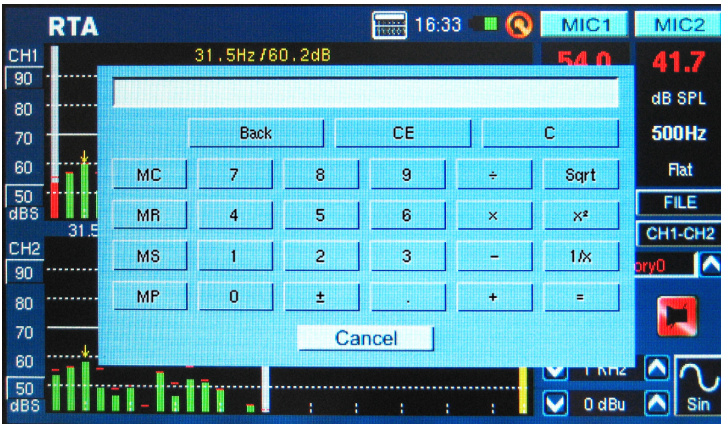 RTA 16:33 MIC1 MIC2
CH1 31.5Hz/60.2dB 54.0 41.7
90
80 dB SPL
70 Back CE C 500Hz
60 MC 7 8 9 ÷ Sqrt Flat
50 FILE
dBS MR 4 5 6 × x²
31.5 CH1-CH2
CH2 MS 1 2 3 − 1/x
90 ory0
80 MP 0 ± . + =
70 Cancel
60 1 KHz
50
dBS 0 dBu Sin